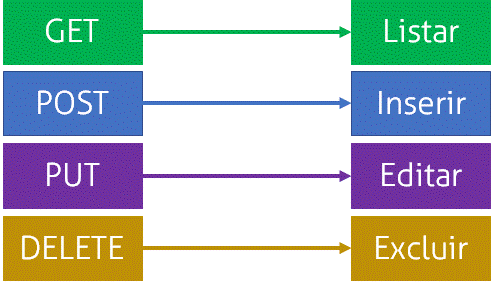 GET
Listar
POST
Inserir
PUT
Editar
DELETE
Excluir